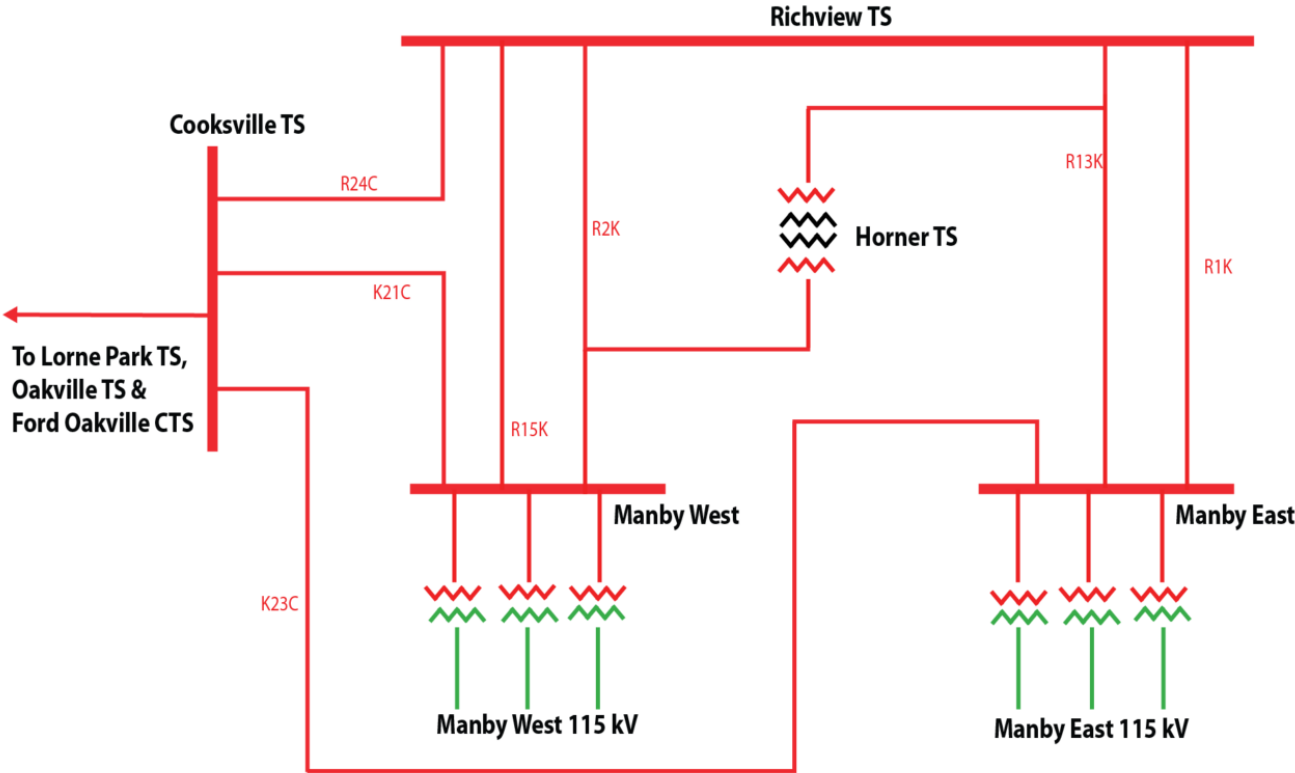 Richview TS
Cooksville TS
R24C
R13K
R2K
Horner TS
R1K
K21C
To Lorne Park TS,
Oakville TS &
Ford Oakville CTS
R15K
Manby West
Manby East
K23C
Manby West 115 kV
Manby East 115 kV